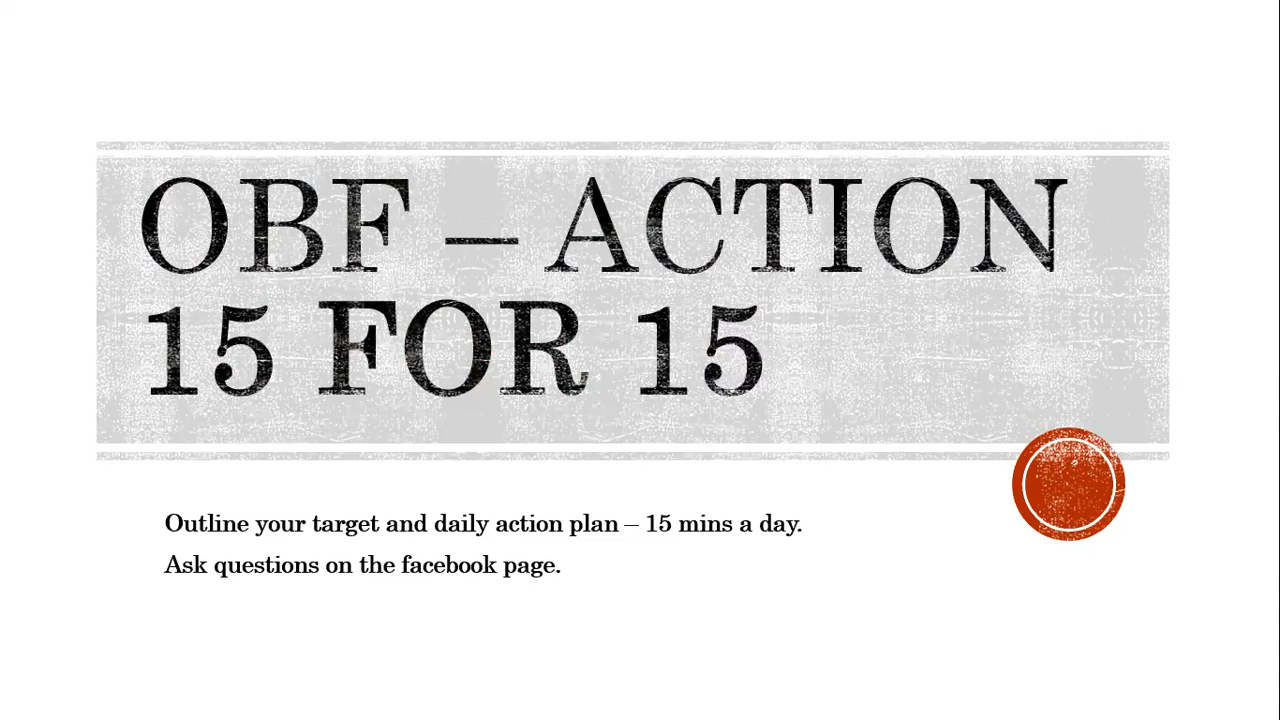 OBF – ACTION
15 FOR 15
Outline your target and daily action plan – 15 mins a day.
Ask questions on the facebook page.